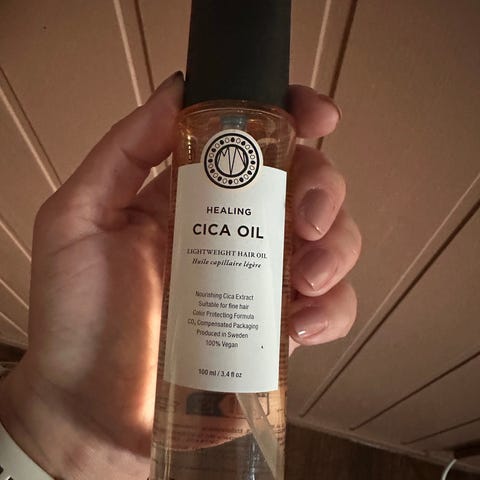 HEALING
CICA OIL
LIGHTWEIGHT HAIR OIL
Huile capillaire légère
Nourishing Cica Extract
Suitable for fine hair
Color Protecting Formula
CO₂ Compensated Packaging
Produced in Sweden
100% Vegan
100 ml / 3.4 fl oz